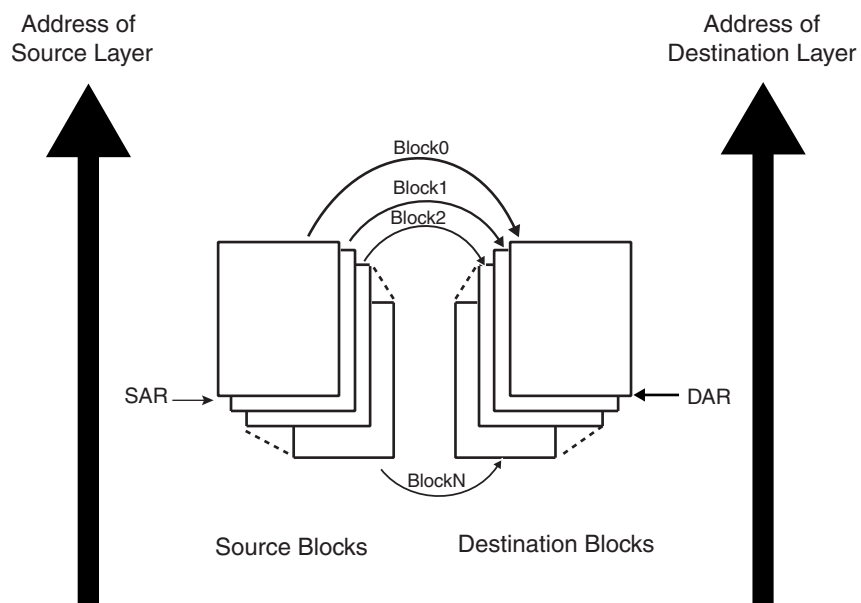 Address of
Source Layer
Address of
Destination Layer
Block0
Block1
Block2
SAR
DAR
BlockN
Source Blocks
Destination Blocks